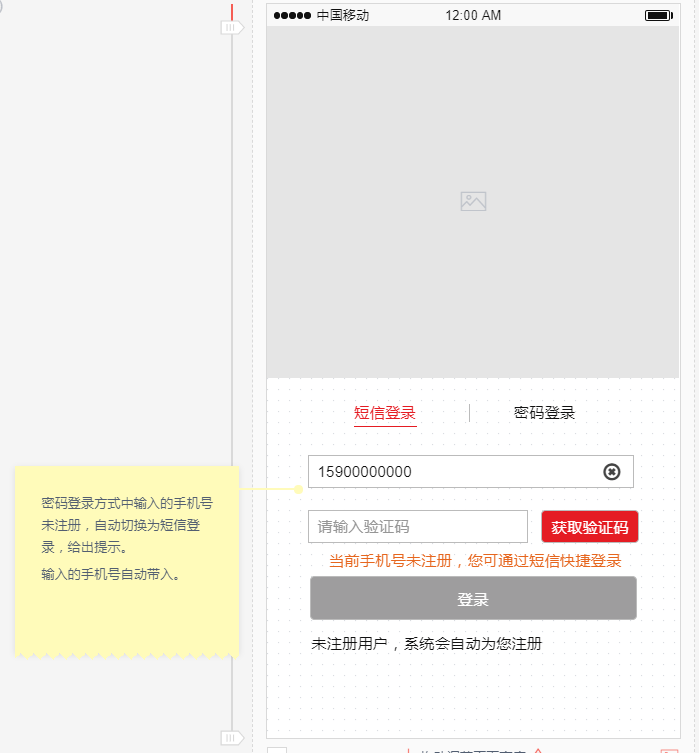 中国移动 12:00 AM
短信登录 密码登录
15900000000
请输入验证码 获取验证码
当前手机号未注册，您可通过短信快捷登录
登录
未注册用户，系统会自动为您注册
密码登录方式中输入的手机号
未注册，自动切换为短信登
录，给出提示。
输入的手机号自动带入。